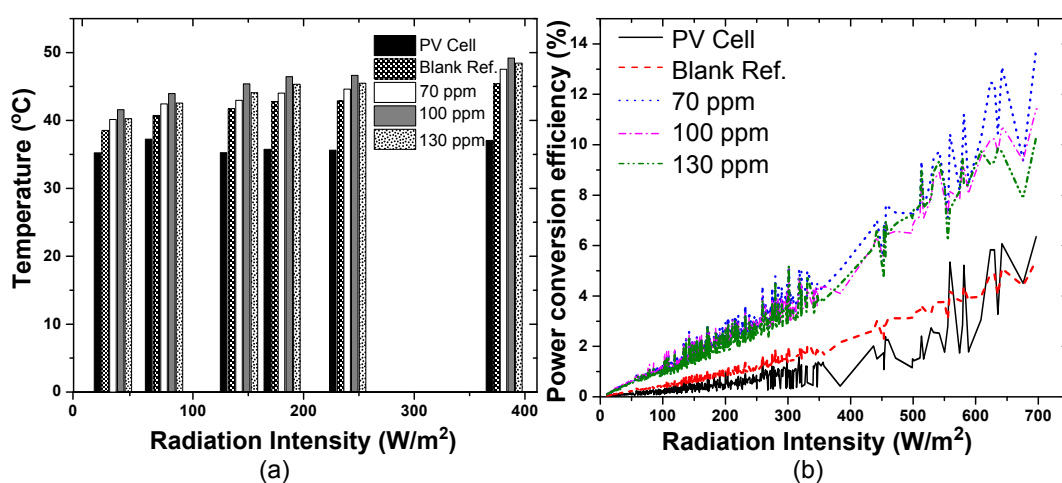 50
40
30
20
10
0
Temperature (ºC)
PV Cell
Blank Ref.
70 ppm
100 ppm
130 ppm
0 100 200 300 400
Radiation Intensity (W/m²)
(a)
14
12
10
8
6
4
2
0
Power conversion efficiency (%)
PV Cell
Blank Ref.
70 ppm
100 ppm
130 ppm
0 100 200 300 400 500 600 700
Radiation Intensity (W/m²)
(b)